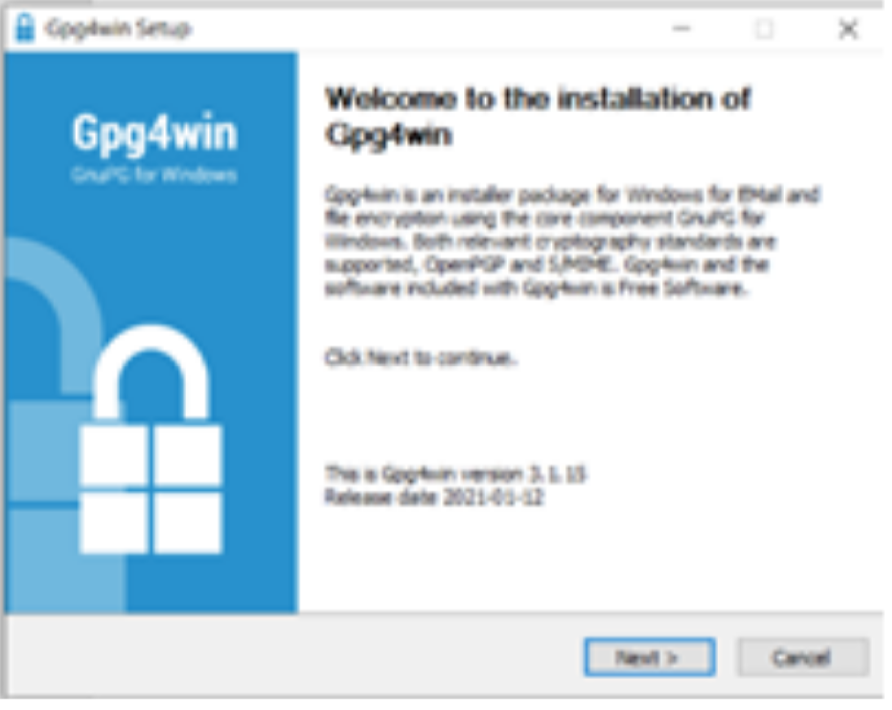 Gpg4win Setup
Gpg4win
GnuPG for Windows
Welcome to the installation of
Gpg4win
Gpg4win is an installer package for Windows for EMail and
file encryption using the core component GnuPG for
Windows. Both relevant cryptography standards are
supported, OpenPGP and S/MIME. Gpg4win and the
software included with Gpg4win is Free Software.
Click Next to continue.
This is Gpg4win version 3.1.15
Release date 2021-01-12
Next >
Cancel